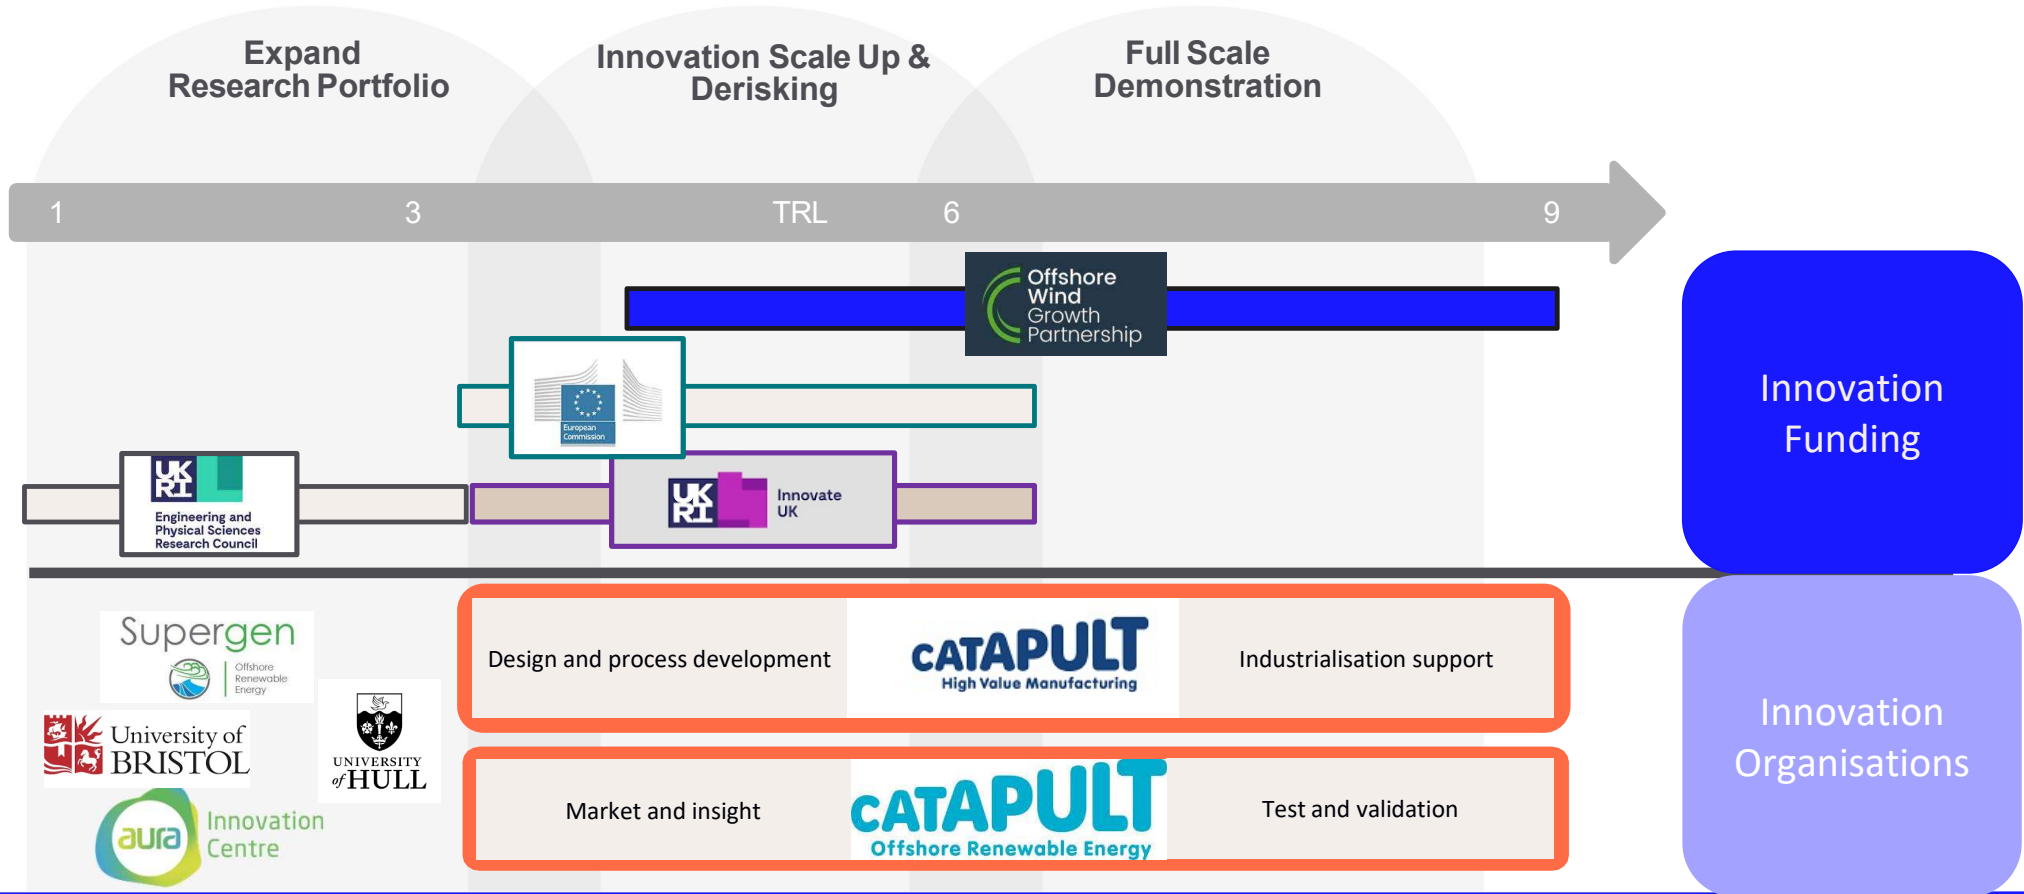 Expand
Research Portfolio
Innovation Scale Up &
Derisking
Full Scale
Demonstration
1
3
TRL
6
9
Offshore
Wind
Growth
Partnership
European
Commission
UK
RI
Engineering and
Physical Sciences
Research Council
UK
RI
Innovate
UK
Innovation
Funding
Supergen
Offshore
Renewable
Energy
University of
BRISTOL
UNIVERSITY
of HULL
aura
Innovation
Centre
Design and process development
CATAPULT
High Value Manufacturing
Industrialisation support
Market and insight
CATAPULT
Offshore Renewable Energy
Test and validation
Innovation
Organisations